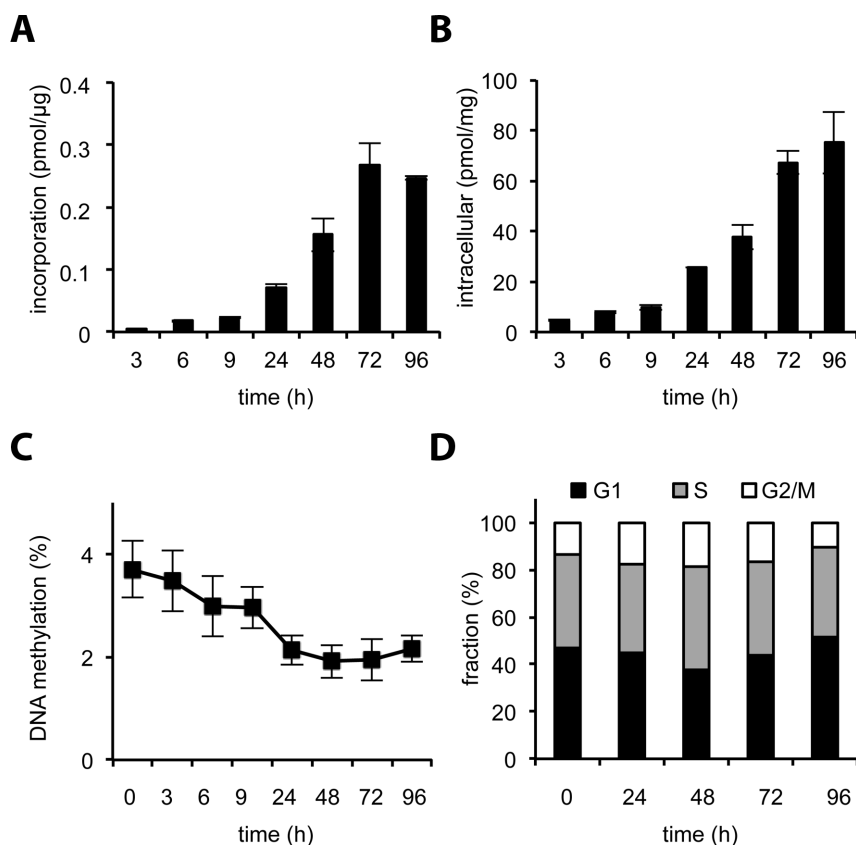 A
incorporation (pmol/µg)
0.4
0.3
0.2
0.1
0
3 6 9 24 48 72 96
time (h)
B
intracellular (pmol/mg)
100
80
60
40
20
0
3 6 9 24 48 72 96
time (h)
C
DNA methylation (%)
4
2
0
0 3 6 9 24 48 72 96
time (h)
D
G1 S G2/M
fraction (%)
100
80
60
40
20
0
0 24 48 72 96
time (h)